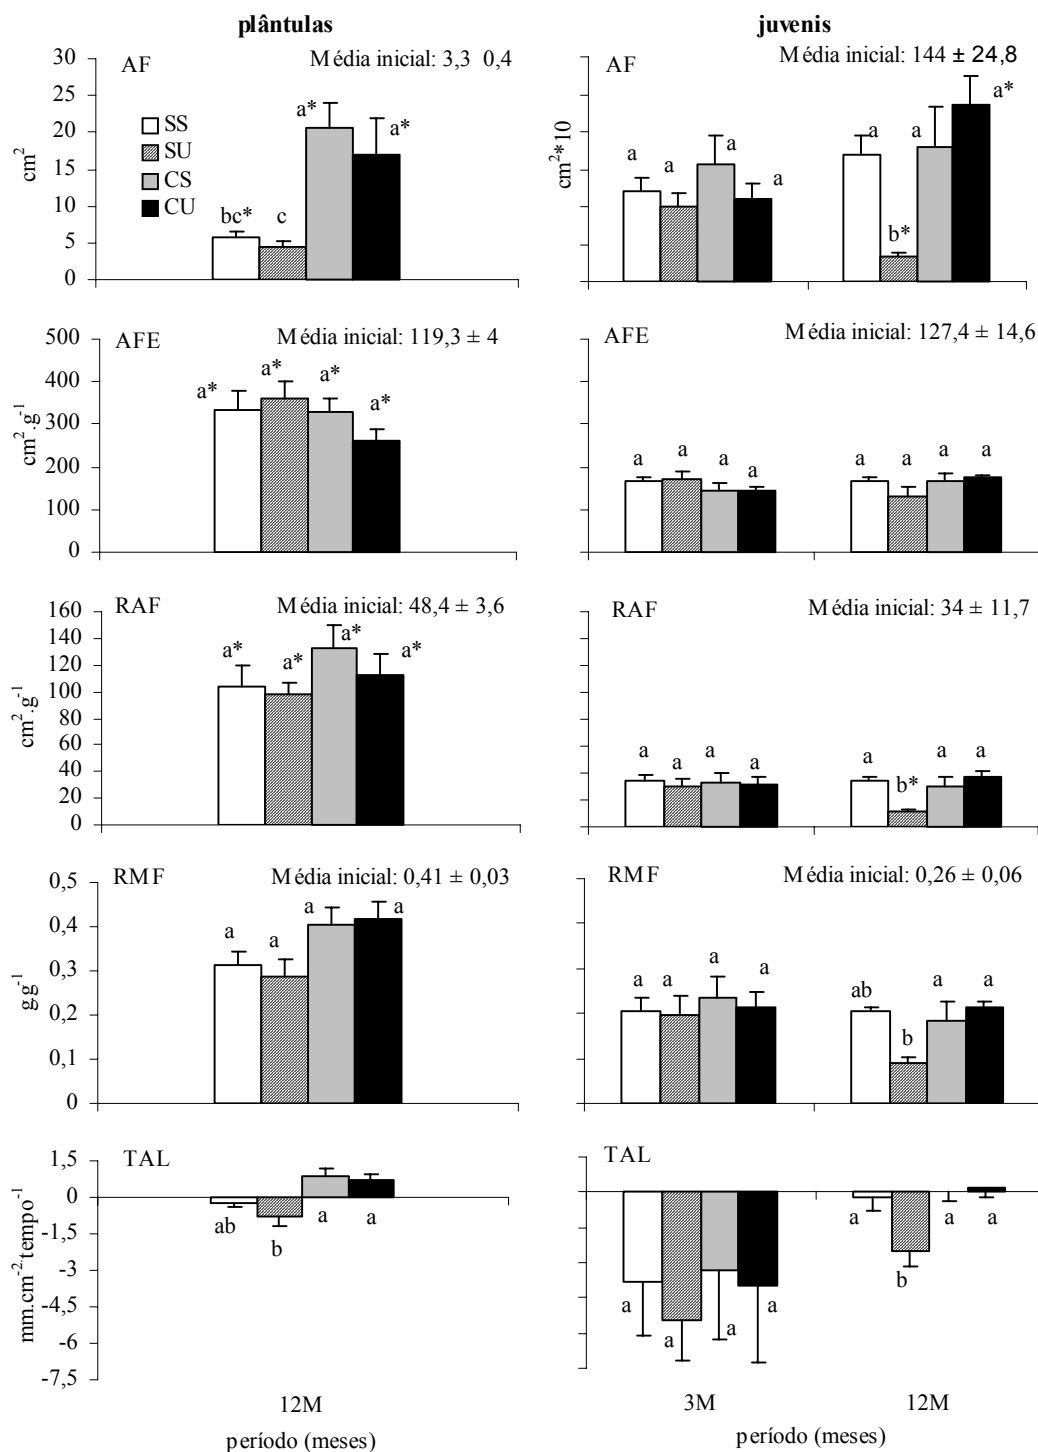 plântulas
AF
Média inicial: 3,3 0,4
30
25
20
15
10
5
0
cm²
SS
SU
CS
CU
bc*
c
a*
a*
juvenis
AF
Média inicial: 144 ± 24,8
cm²*10
a
a
a
a
a
b*
a
a*
AFE
Média inicial: 119,3 ± 4
500
400
300
200
100
0
cm².g⁻¹
a*
a*
a*
a*
AFE
Média inicial: 127,4 ± 14,6
a
a
a
a
a
a
a
a
RAF
Média inicial: 48,4 ± 3,6
160
140
120
100
80
60
40
20
0
cm².g⁻¹
a*
a*
a*
a*
RAF
Média inicial: 34 ± 11,7
a
a
a
a
a
b*
a
a
RMF
Média inicial: 0,41 ± 0,03
0,5
0,4
0,3
0,2
0,1
0
g.g⁻¹
a
a
a
a
RMF
Média inicial: 0,26 ± 0,06
a
a
a
a
ab
b
a
a
TAL
1,5
0
-1,5
-3
-4,5
-6
-7,5
mm.cm⁻².tempo⁻¹
ab
b
a
a
12M
período (meses)
TAL
a
a
a
a
a
b
a
a
3M
12M
período (meses)